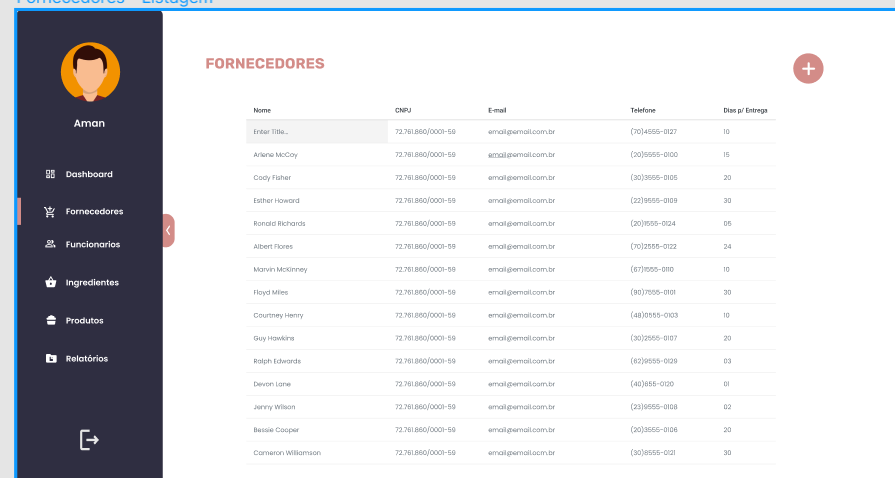 Fornecedores - Listagem
Aman
Dashboard
Fornecedores
Funcionarios
Ingredientes
Produtos
Relatórios
FORNECEDORES
Nome CNPJ E-mail Telefone Dias p/ Entrega
Enter Title... 72.761.860/0001-59 email@email.com.br (70)4555-0127 10
Arlene McCoy 72.761.860/0001-59 email@email.com.br (20)5555-0100 15
Cody Fisher 72.761.860/0001-59 email@email.com.br (30)3555-0105 20
Esther Howard 72.761.860/0001-59 email@email.com.br (22)9555-0109 30
Ronald Richards 72.761.860/0001-59 email@email.com.br (20)1555-0124 05
Albert Flores 72.761.860/0001-59 email@email.com.br (70)2555-0122 24
Marvin McKinney 72.761.860/0001-59 email@email.com.br (67)1555-0110 10
Floyd Miles 72.761.860/0001-59 email@email.com.br (90)7555-0101 30
Courtney Henry 72.761.860/0001-59 email@email.com.br (48)0555-0103 10
Guy Hawkins 72.761.860/0001-59 email@email.com.br (30)2555-0107 20
Ralph Edwards 72.761.860/0001-59 email@email.com.br (62)9555-0129 03
Devon Lane 72.761.860/0001-59 email@email.com.br (40)655-0120 01
Jenny Wilson 72.761.860/0001-59 email@email.com.br (23)9555-0108 02
Bessie Cooper 72.761.860/0001-59 email@email.com.br (20)3555-0106 20
Cameron Williamson 72.761.860/0001-59 email@email.ocm.br (30)8555-0121 30